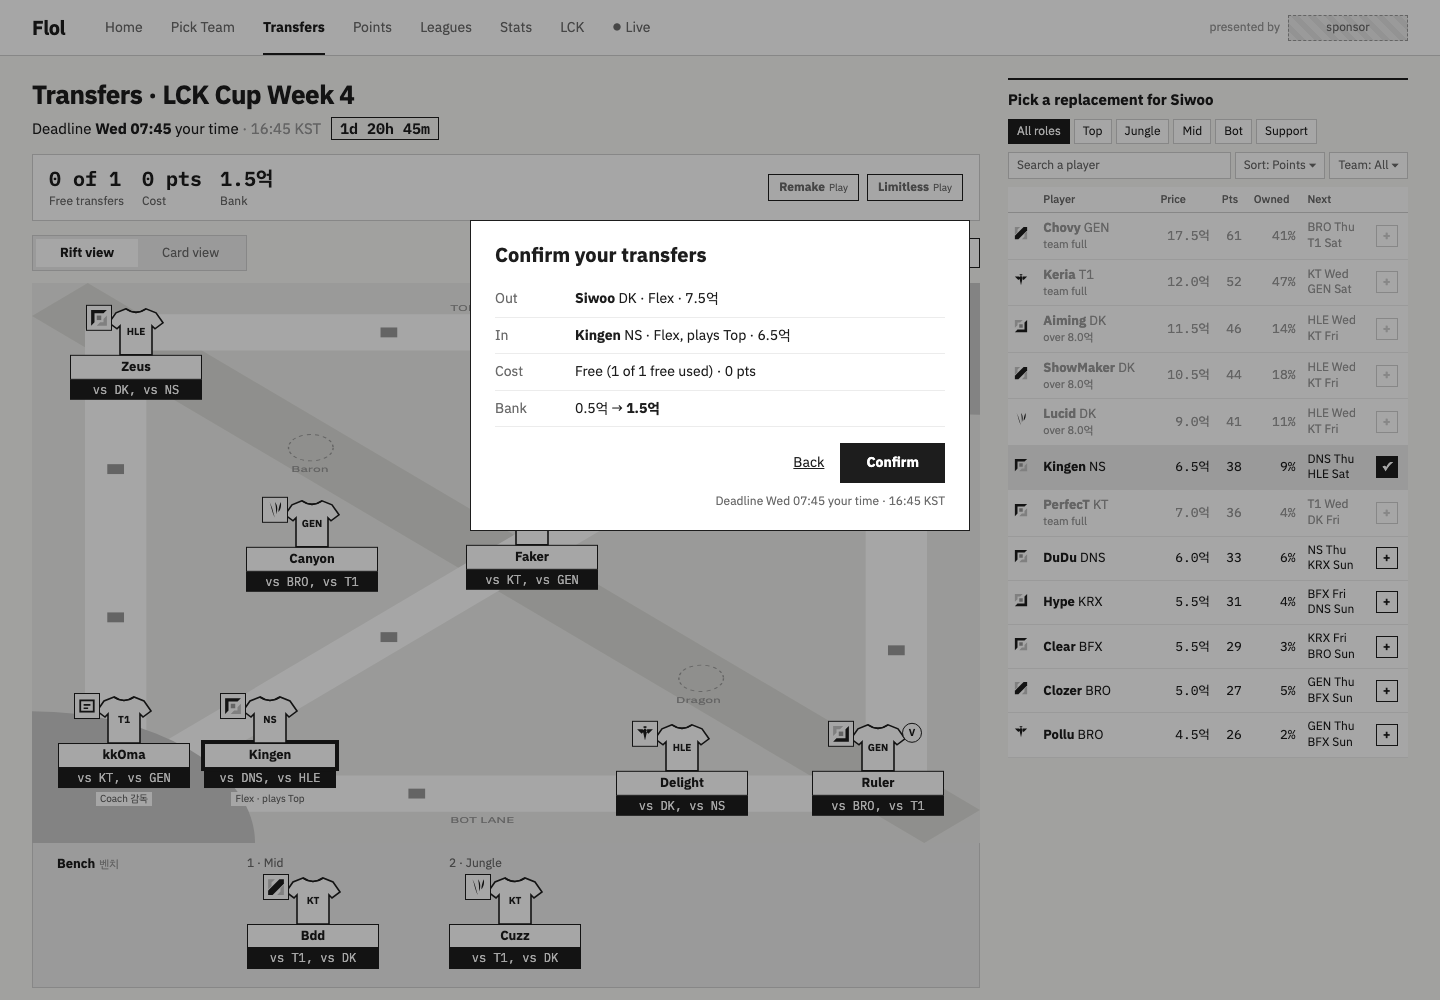 Flol
Home
Pick Team
Transfers
Points
Leagues
Stats
LCK
Live
presented by
sponsor
Transfers · LCK Cup Week 4
Deadline Wed 07:45 your time · 16:45 KST
1d 20h 45m
0 of 1
Free transfers
0 pts
Cost
1.5억
Bank
Remake Play
Limitless Play
Rift view
Card view
Confirm your transfers
Out
Siwoo DK · Flex · 7.5억
In
Kingen NS · Flex, plays Top · 6.5억
Cost
Free (1 of 1 free used) · 0 pts
Bank
0.5억 → 1.5억
Back
Confirm
Deadline Wed 07:45 your time · 16:45 KST
HLE
Zeus
vs DK, vs NS
Baron
GEN
Canyon
vs BRO, vs T1
Faker
vs KT, vs GEN
Dragon
T1
kkOma
vs KT, vs GEN
Coach 감독
NS
Kingen
vs DNS, vs HLE
Flex · plays Top
HLE
Delight
vs DK, vs NS
GEN
V
Ruler
vs BRO, vs T1
BOT LANE
Bench 벤치
1 · Mid
KT
Bdd
vs T1, vs DK
2 · Jungle
KT
Cuzz
vs T1, vs DK
Pick a replacement for Siwoo
All roles
Top
Jungle
Mid
Bot
Support
Search a player
Sort: Points
Team: All
Player Price Pts Owned Next
Chovy GEN 17.5억 61 41% BRO Thu
team full T1 Sat
Keria T1 12.0억 52 47% KT Wed
team full GEN Sat
Aiming DK 11.5억 46 14% HLE Wed
over 8.0억 KT Fri
ShowMaker DK 10.5억 44 18% HLE Wed
over 8.0억 KT Fri
Lucid DK 9.0억 41 11% HLE Wed
over 8.0억 KT Fri
Kingen NS 6.5억 38 9% DNS Thu
HLE Sat
PerfecT KT 7.0억 36 4% T1 Wed
team full DK Fri
DuDu DNS 6.0억 33 6% NS Thu
KRX Sun
Hype KRX 5.5억 31 4% BFX Fri
DNS Sun
Clear BFX 5.5억 29 3% KRX Fri
BRO Sun
Clozer BRO 5.0억 27 5% GEN Thu
BFX Sun
Pollu BRO 4.5억 26 2% GEN Thu
BFX Sun